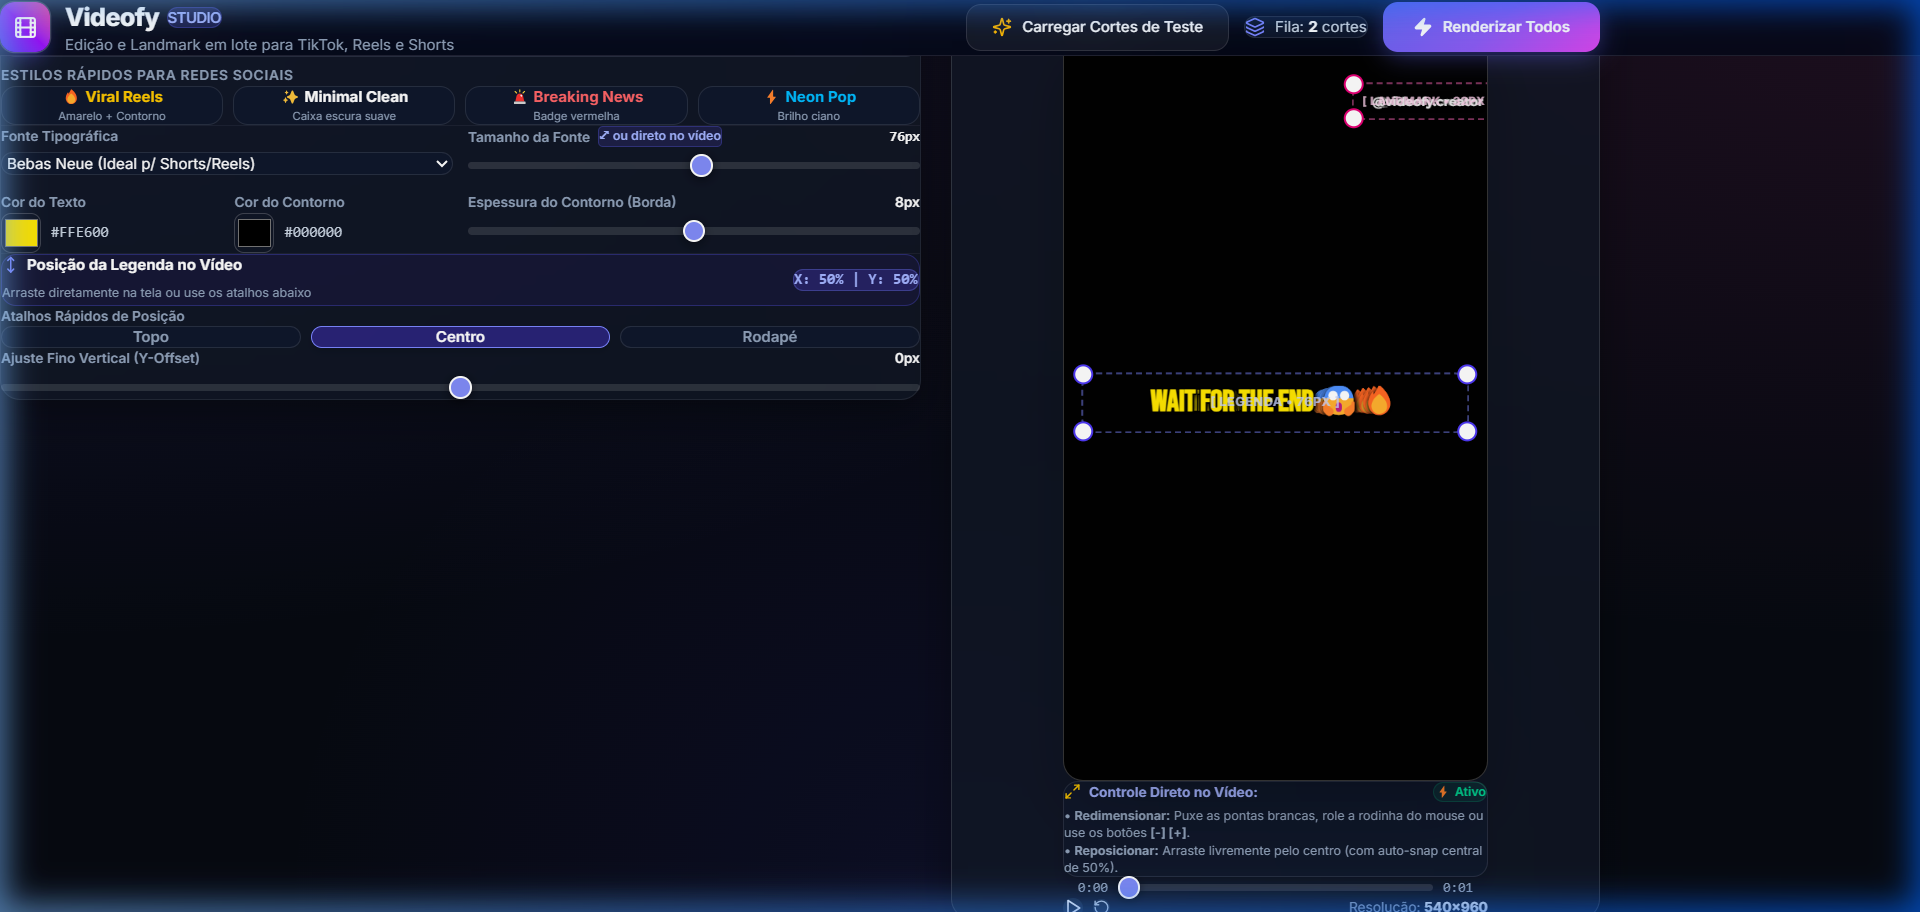 Videofy STUDIO
Edição e Landmark em lote para TikTok, Reels e Shorts
Carregar Cortes de Teste
Fila: 2 cortes
Renderizar Todos
ESTILOS RÁPIDOS PARA REDES SOCIAIS
🔥 Viral Reels
Amarelo + Contorno
✨ Minimal Clean
Caixa escura suave
🚨 Breaking News
Badge vermelha
⚡ Neon Pop
Brilho ciano
Fonte Tipográfica
Bebas Neue (Ideal p/ Shorts/Reels)
Tamanho da Fonte ⤢ ou direto no vídeo 76px
Cor do Texto
#FFE600
Cor do Contorno
#000000
Espessura do Contorno (Borda) 8px
Posição da Legenda no Vídeo
Arraste diretamente na tela ou use os atalhos abaixo
X: 50% | Y: 50%
Atalhos Rápidos de Posição
Topo
Centro
Rodapé
Ajuste Fino Vertical (Y-Offset) 0px
@videofy.creator
WAIT FOR THE END 😱🔥
Controle Direto no Vídeo:
⚡ Ativo
• Redimensionar: Puxe as pontas brancas, role a rodinha do mouse ou
use os botões [-] [+].
• Reposicionar: Arraste livremente pelo centro (com auto-snap central
de 50%).
0:00
0:01
Resolução: 540×960